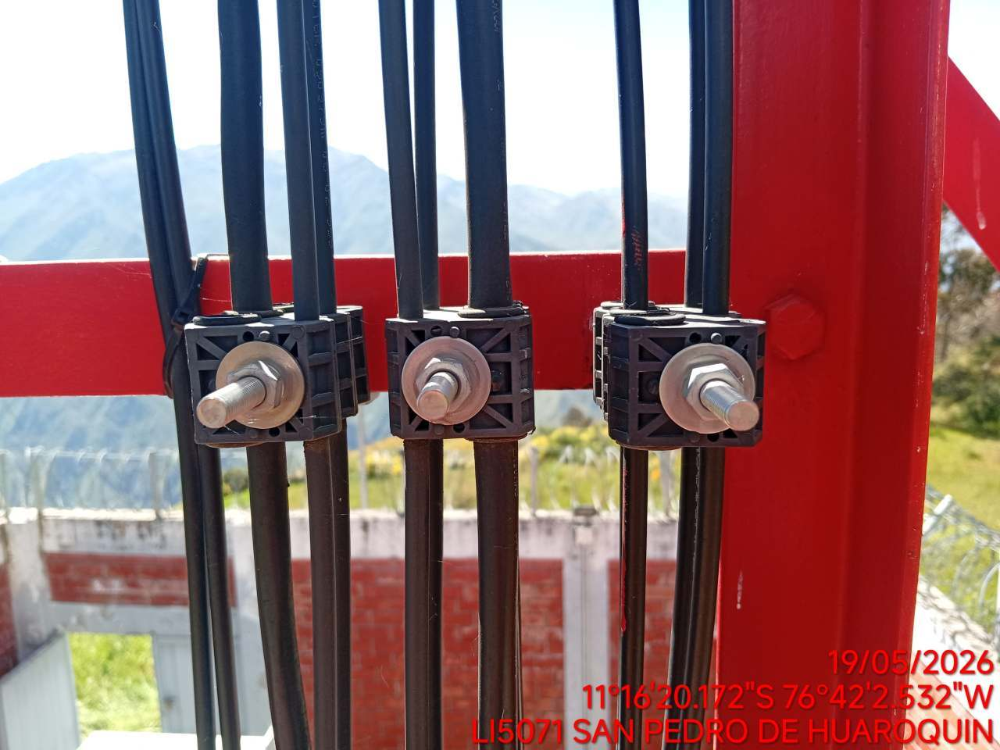 19/05/2026
11°16'20.172"S 76°42'2.532"W
LI5071 SAN PEDRO DE HUAROQUIN